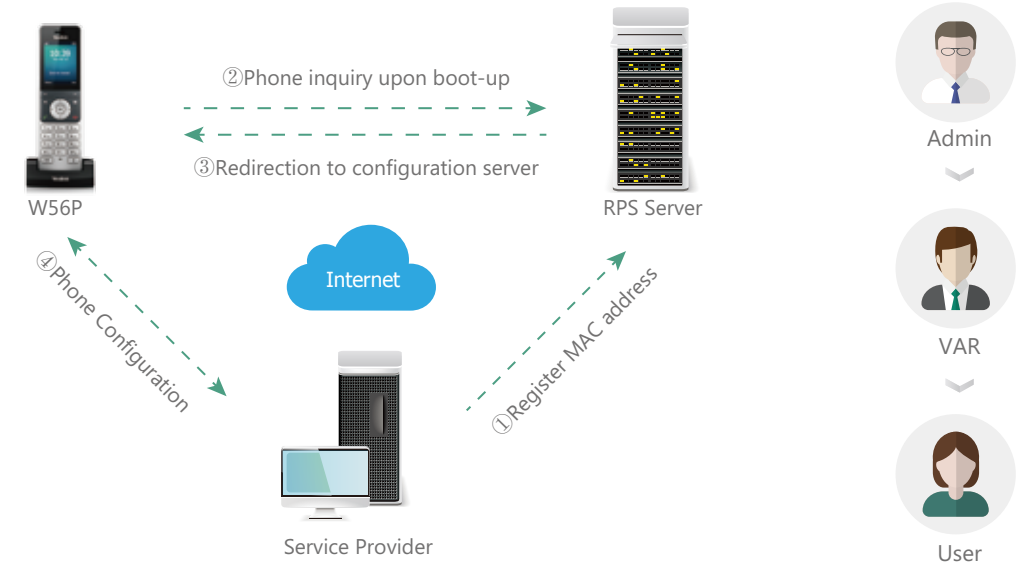 ②Phone inquiry upon boot-up
③Redirection to configuration server
W56P
RPS Server
Admin
Internet
④Phone Configuration
①Register MAC address
VAR
Service Provider
User